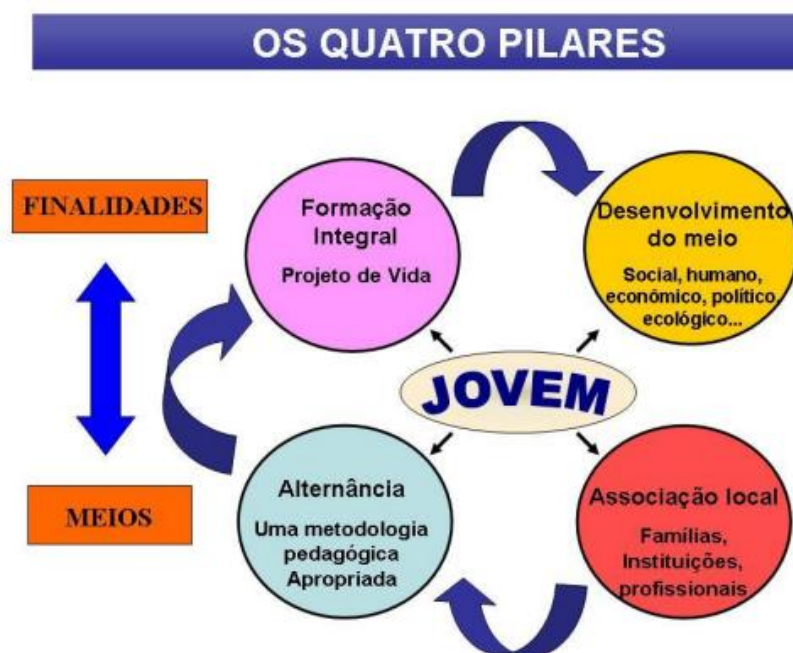 OS QUATRO PILARES
FINALIDADES
Formação
Integral
Projeto de Vida
Desenvolvimento
do meio
Social, humano,
econômico, político,
ecológico...
JOVEM
MEIOS
Alternância
Uma metodologia
pedagógica
Apropriada
Associação local
Famílias,
Instituições,
profissionais